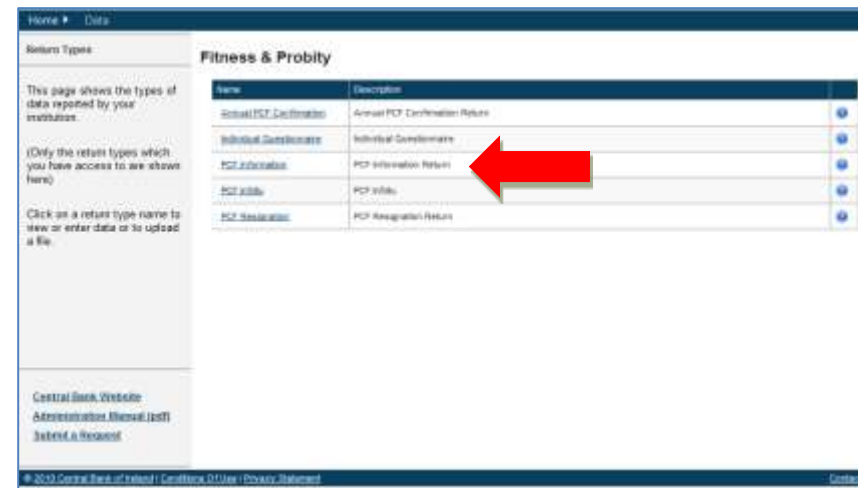 Home Data
Return Types
Fitness & Probity
This page shows the types of
data reported by your
institution.
(Only the return types which
you have access to are shown
here)
Click on a return type name to
view or enter data or to upload
a file.
Name Description
Annual PCF Confirmation Annual PCF Confirmation Return
Individual Questionnaire Individual Questionnaire
PCF Information PCF Information Return
PCF Insitu PCF Insitu
PCF Resignation PCF Resignation Return
Central Bank Website
Administration Manual (pdf)
Submit a Request
© 2010 Central Bank of Ireland | Conditions Of Use | Privacy Statement